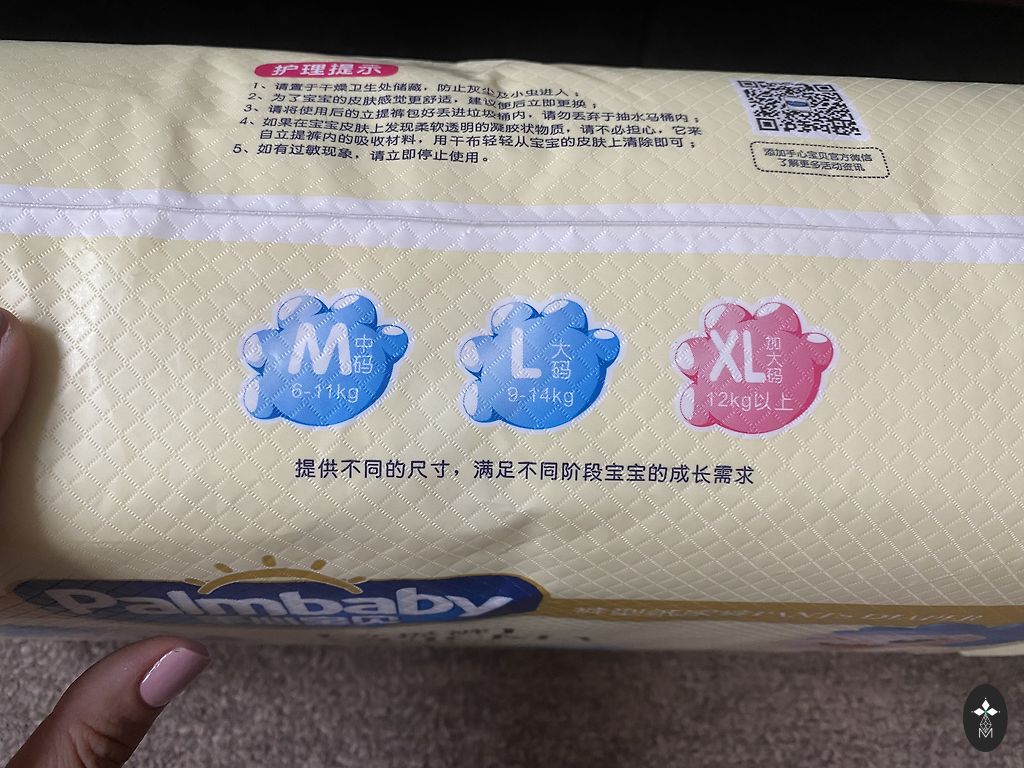 护理提示
1、请置于干燥卫生处储藏，防止灰尘及小虫进入；
2、为了宝宝的皮肤感觉更舒适，建议便后立即更换；
3、请将使用后的立提裤包好丢进垃圾桶内，请勿丢弃于抽水马桶内；
4、如果在宝宝皮肤上发现柔软透明的凝胶状物质，请不必担心，它来
自立提裤内的吸收材料，用干布轻轻从宝宝的皮肤上清除即可；
5、如有过敏现象，请立即停止使用。
添加手心宝贝官方微信
了解更多活动资讯
M 中码
6-11kg
L 大码
9-14kg
XL 加大码
12kg以上
提供不同的尺寸，满足不同阶段宝宝的成长需求
Palmbaby
M